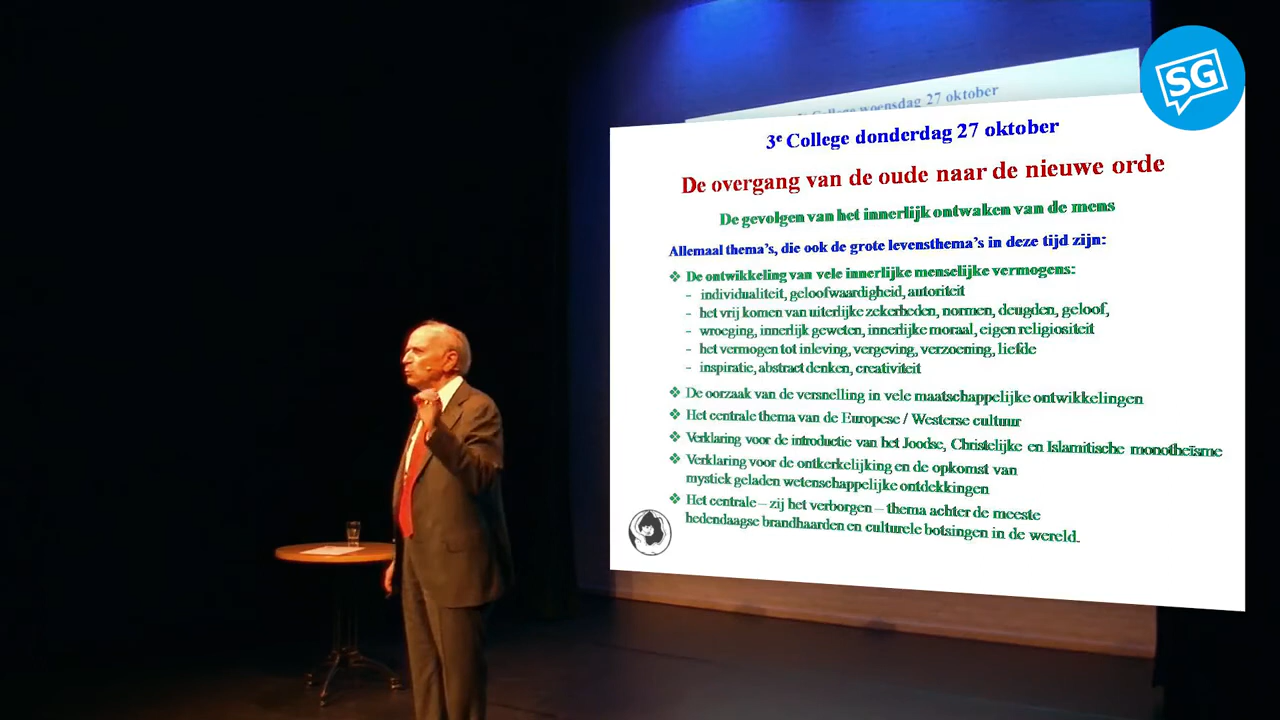 SG
College woensdag 27 oktober
3e College donderdag 27 oktober
De overgang van de oude naar de nieuwe orde
De gevolgen van het innerlijk ontwaken van de mens
Allemaal thema's, die ook de grote levensthema's in deze tijd zijn:
❖ De ontwikkeling van vele innerlijke menselijke vermogens:
- individualiteit, geloofwaardigheid, autoriteit
- het vrij komen van uiterlijke zekerheden, normen, deugden, geloof,
- wroeging, innerlijk geweten, innerlijke moraal, eigen religiositeit
- het vermogen tot inleving, vergeving, verzoening, liefde
- inspiratie, abstract denken, creativiteit
❖ De oorzaak van de versnelling in vele maatschappelijke ontwikkelingen
❖ Het centrale thema van de Europese / Westerse cultuur
❖ Verklaring voor de introductie van het Joodse, Christelijke en Islamitische monotheïsme
❖ Verklaring voor de ontkerkelijking en de opkomst van
mystiek geladen wetenschappelijke ontdekkingen
❖ Het centrale – zij het verborgen – thema achter de meeste
hedendaagse brandhaarden en culturele botsingen in de wereld.